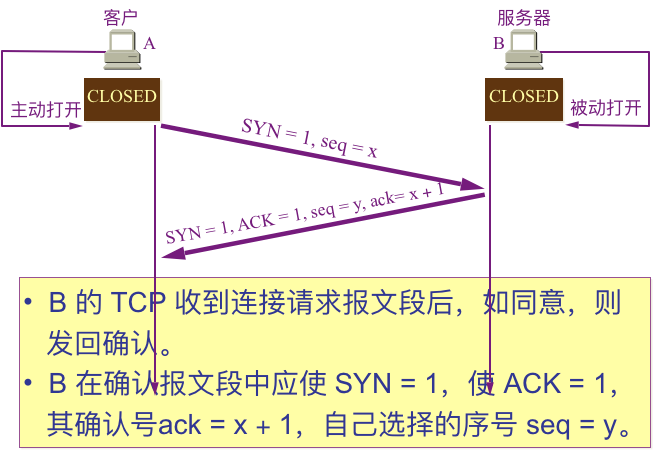 客户
服务器
A
B
CLOSED
CLOSED
主动打开
被动打开
SYN = 1, seq = x
SYN = 1, ACK = 1, seq = y, ack= x + 1
• B 的 TCP 收到连接请求报文段后，如同意，则
发回确认。
• B 在确认报文段中应使 SYN = 1，使 ACK = 1，
其确认号ack = x + 1，自己选择的序号 seq = y。